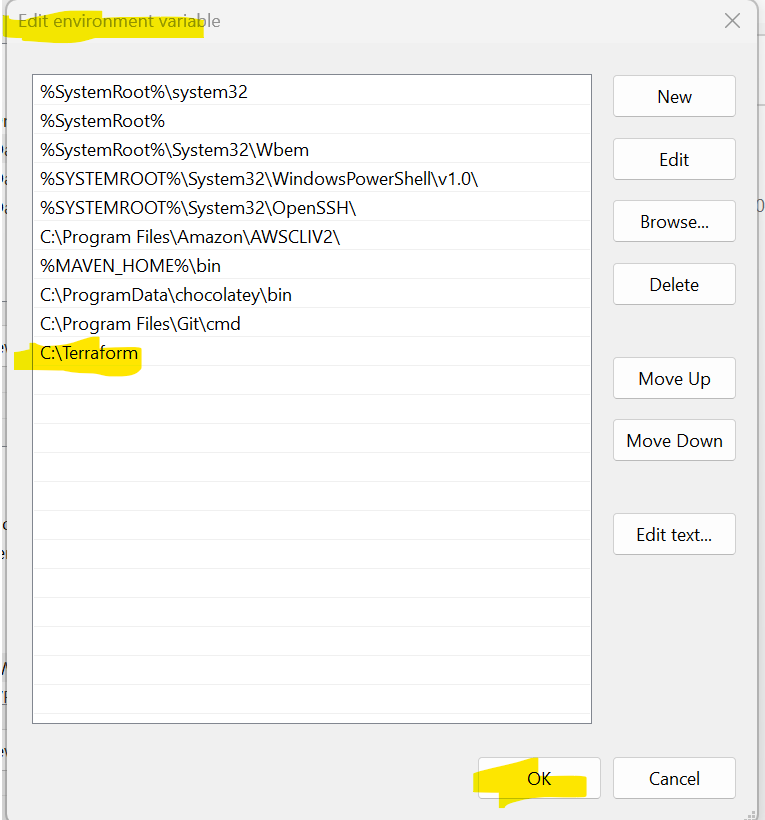 Edit environment variable
%SystemRoot%\system32
%SystemRoot%
%SystemRoot%\System32\Wbem
%SYSTEMROOT%\System32\WindowsPowerShell\v1.0\
%SYSTEMROOT%\System32\OpenSSH\
C:\Program Files\Amazon\AWSCLIV2\
%MAVEN_HOME%\bin
C:\ProgramData\chocolatey\bin
C:\Program Files\Git\cmd
C:\Terraform
New
Edit
Browse...
Delete
Move Up
Move Down
Edit text...
OK
Cancel